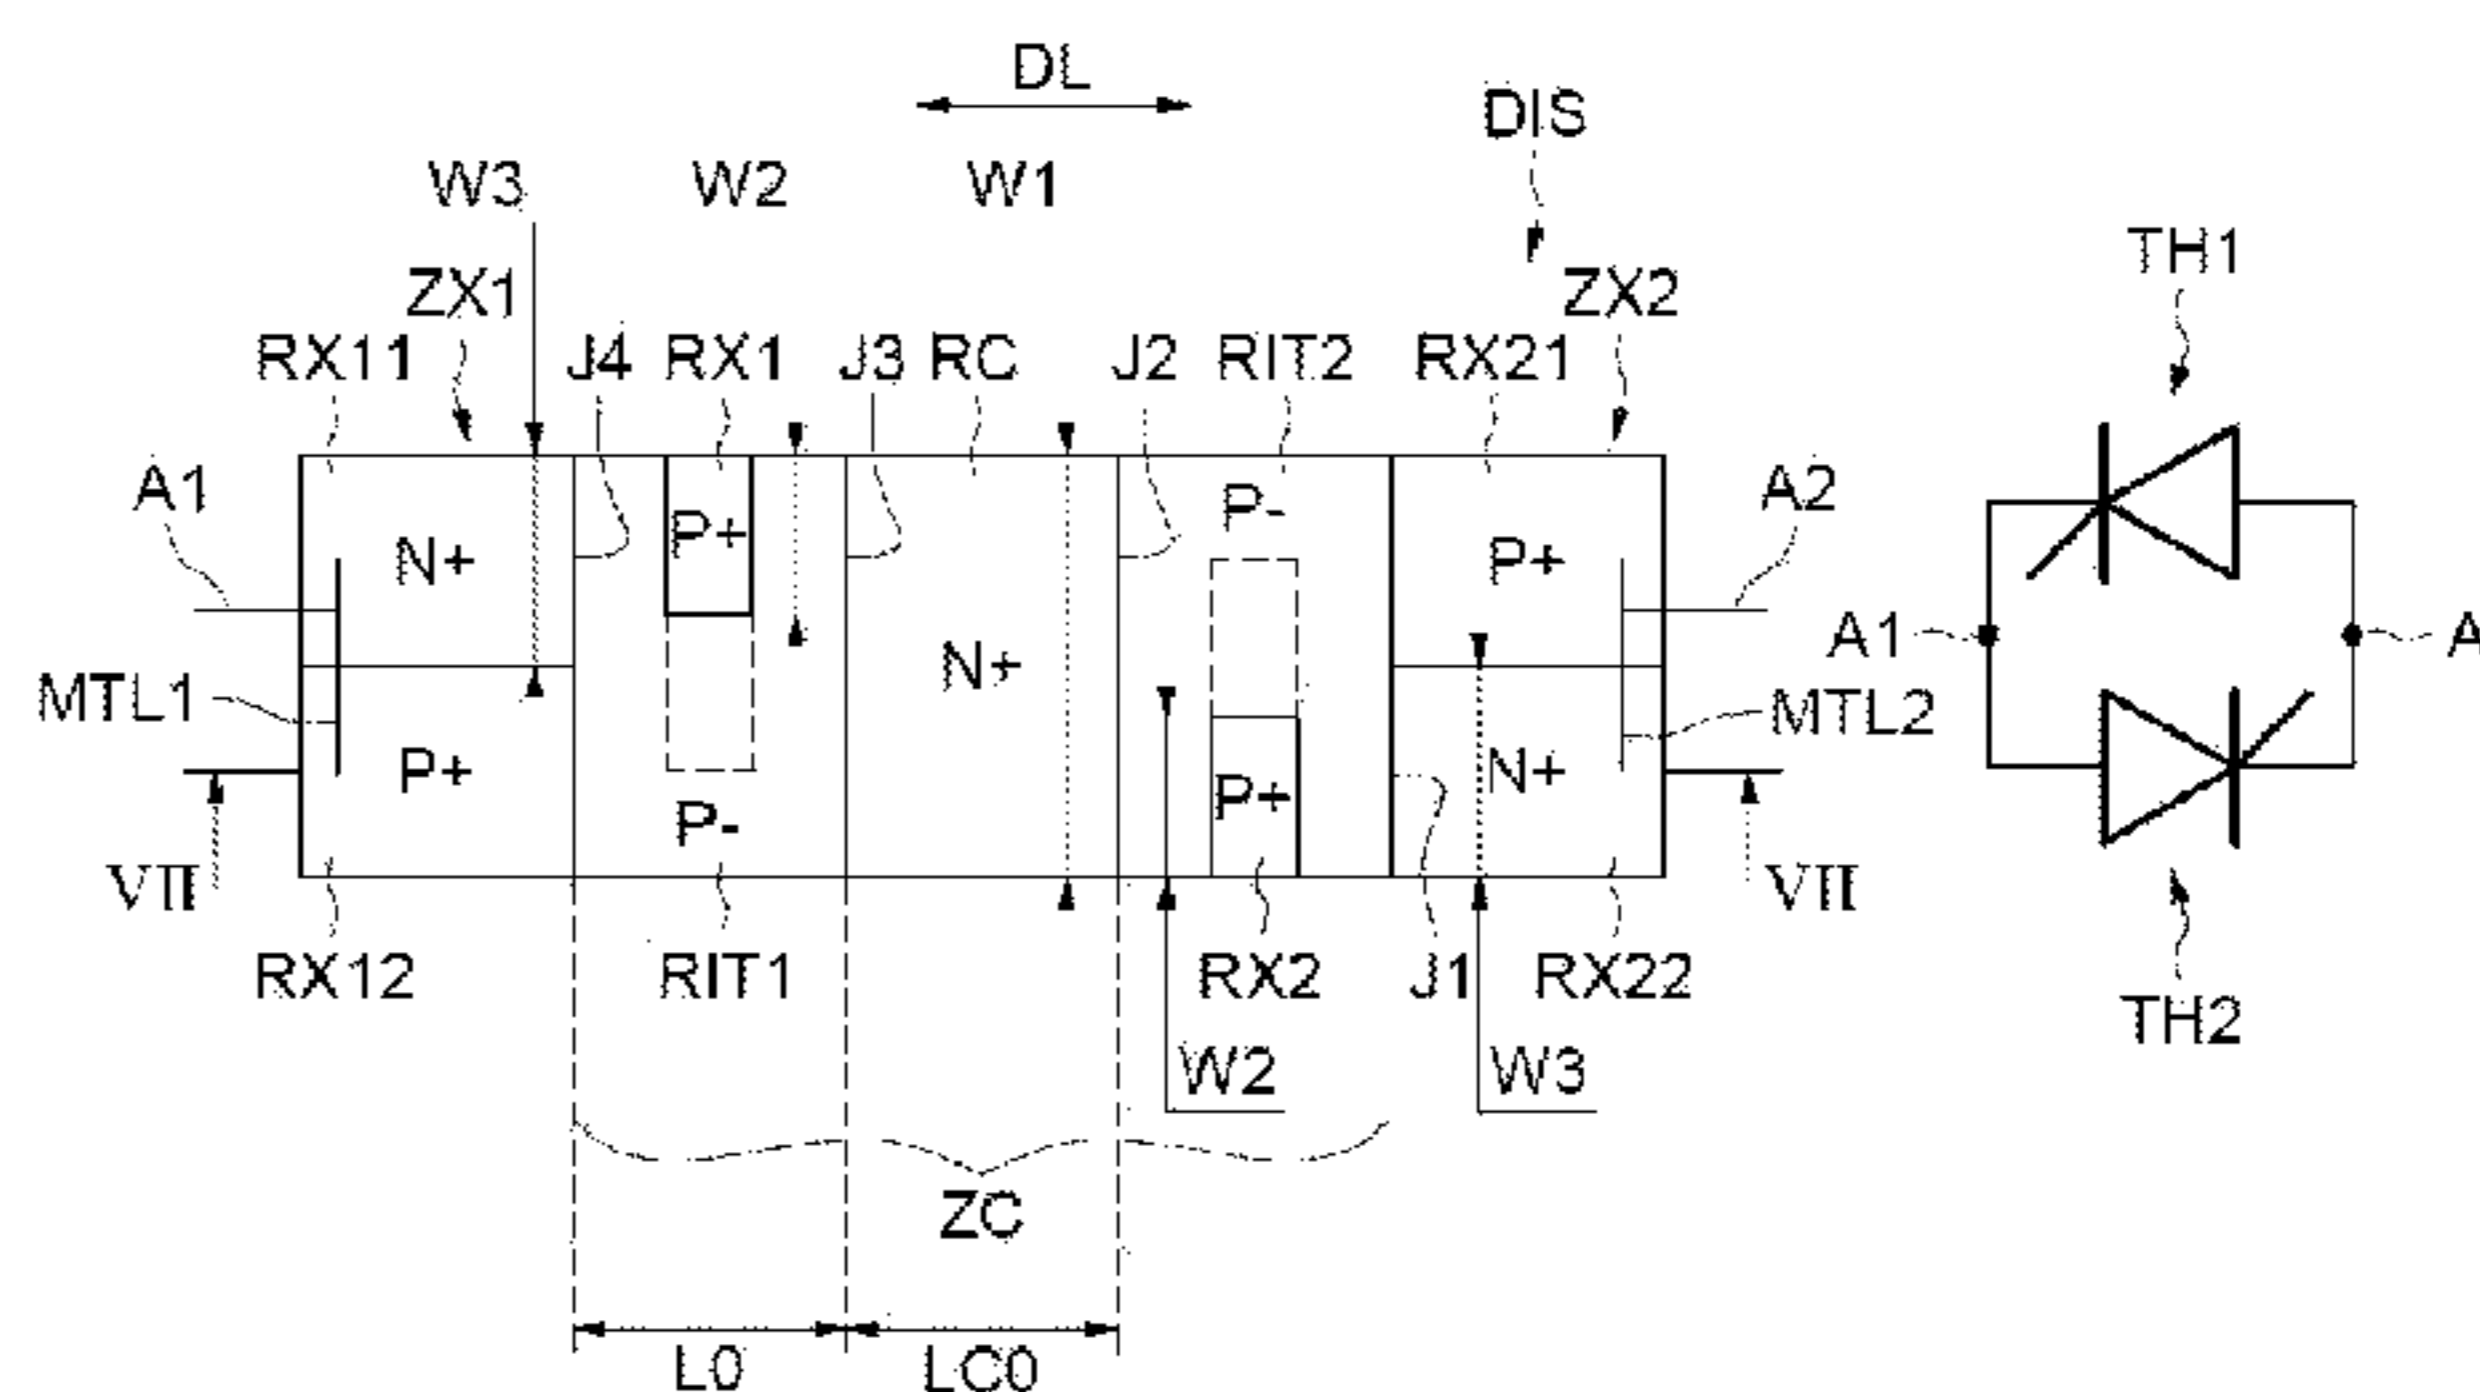 DL
DIS
W3 W2 W1
TH1
ZX1 ZX2
RX11 J4 RX1 J3 RC J2 RIT2 RX21
A1 P+ P- A2
N+ P+
A1 A
N+
MTL1 MTL2
P+ P- P+ N+
VII VII
RX12 RIT1 RX2 J1 RX22
TH2
W2 W3
ZC
L0 LC0